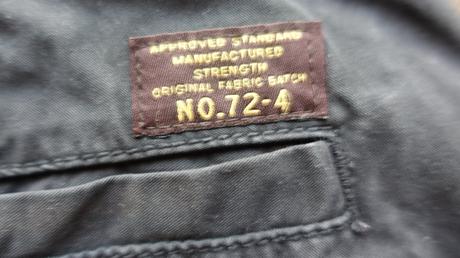 APPROVED STANDARD
MANUFACTURED
STRENGTH
ORIGINAL FABRIC BATCH
NO.72-4